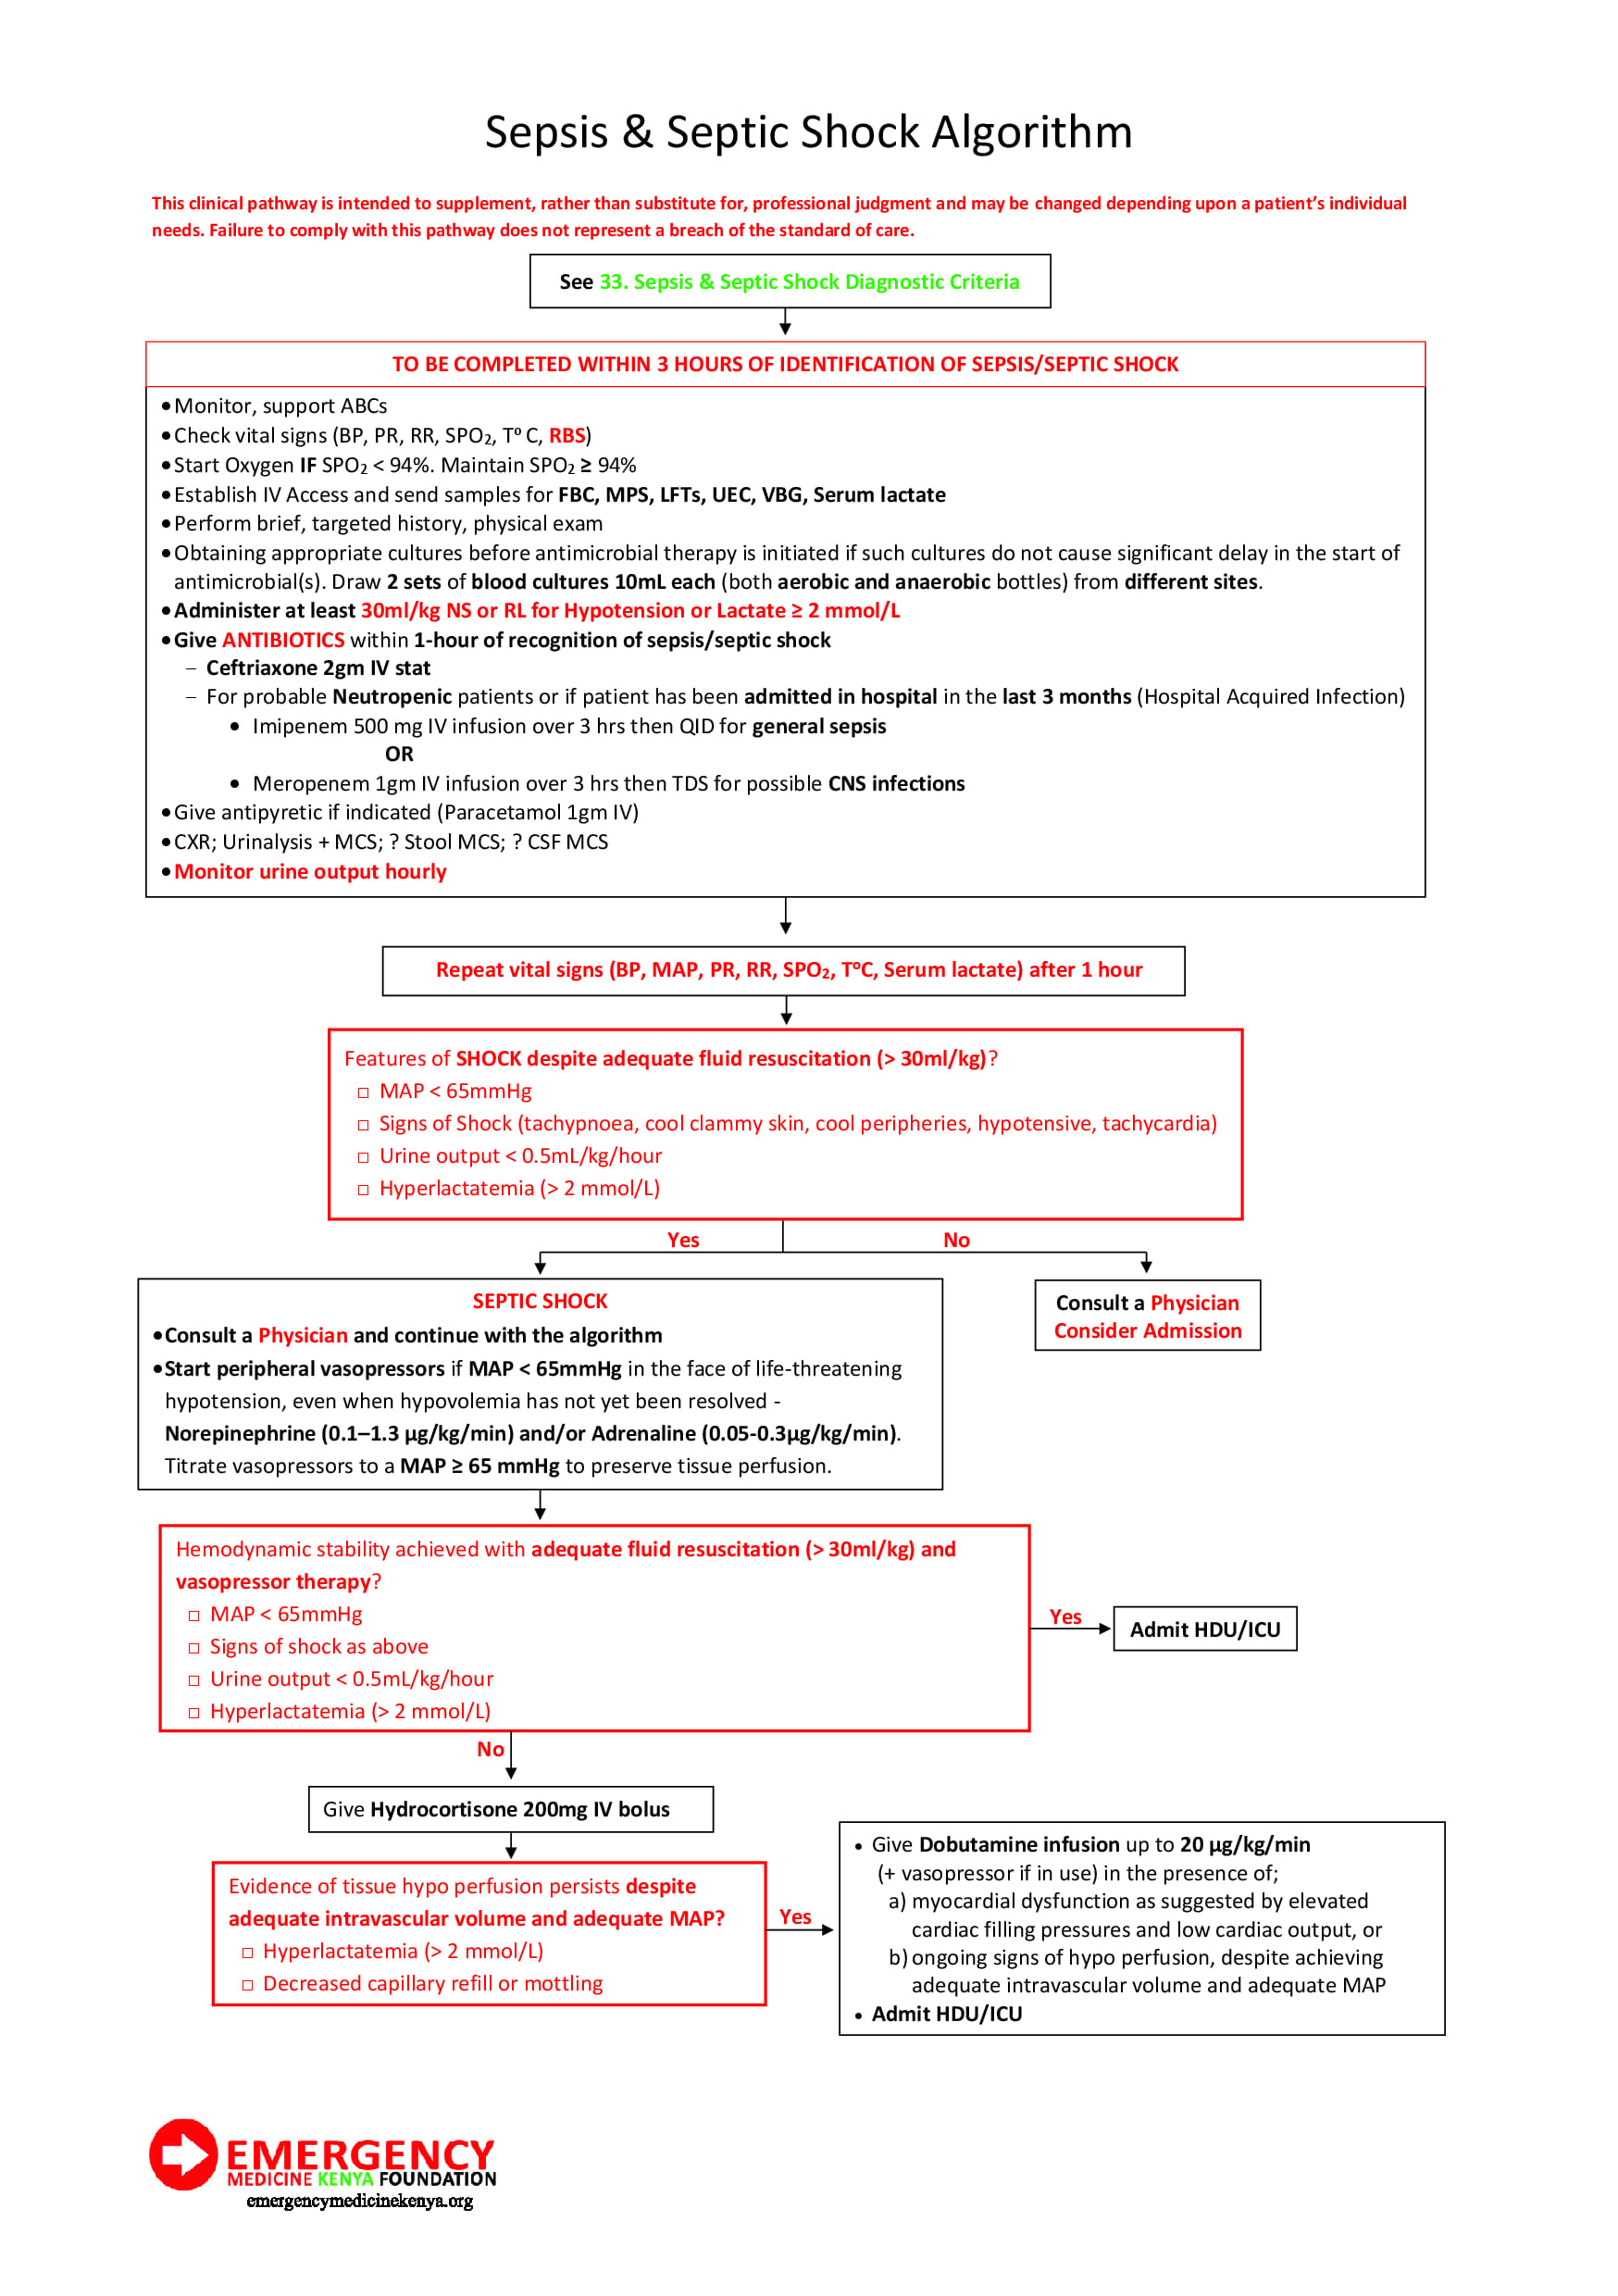 Sepsis & Septic Shock Algorithm
This clinical pathway is intended to supplement, rather than substitute for, professional judgment and may be changed depending upon a patient’s individual
needs. Failure to comply with this pathway does not represent a breach of the standard of care.
See 33. Sepsis & Septic Shock Diagnostic Criteria
TO BE COMPLETED WITHIN 3 HOURS OF IDENTIFICATION OF SEPSIS/SEPTIC SHOCK
•Monitor, support ABCs
•Check vital signs (BP, PR, RR, SPO₂, Tº C, RBS)
•Start Oxygen IF SPO₂ < 94%. Maintain SPO₂ ≥ 94%
•Establish IV Access and send samples for FBC, MPS, LFTs, UEC, VBG, Serum lactate
•Perform brief, targeted history, physical exam
•Obtaining appropriate cultures before antimicrobial therapy is initiated if such cultures do not cause significant delay in the start of
antimicrobial(s). Draw 2 sets of blood cultures 10mL each (both aerobic and anaerobic bottles) from different sites.
•Administer at least 30ml/kg NS or RL for Hypotension or Lactate ≥ 2 mmol/L
•Give ANTIBIOTICS within 1-hour of recognition of sepsis/septic shock
– Ceftriaxone 2gm IV stat
– For probable Neutropenic patients or if patient has been admitted in hospital in the last 3 months (Hospital Acquired Infection)
• Imipenem 500 mg IV infusion over 3 hrs then QID for general sepsis
OR
• Meropenem 1gm IV infusion over 3 hrs then TDS for possible CNS infections
•Give antipyretic if indicated (Paracetamol 1gm IV)
•CXR; Urinalysis + MCS; ? Stool MCS; ? CSF MCS
•Monitor urine output hourly
Repeat vital signs (BP, MAP, PR, RR, SPO₂, TºC, Serum lactate) after 1 hour
Features of SHOCK despite adequate fluid resuscitation (> 30ml/kg)?
□ MAP < 65mmHg
□ Signs of Shock (tachypnoea, cool clammy skin, cool peripheries, hypotensive, tachycardia)
□ Urine output < 0.5mL/kg/hour
□ Hyperlactatemia (> 2 mmol/L)
Yes
No
SEPTIC SHOCK
•Consult a Physician and continue with the algorithm
•Start peripheral vasopressors if MAP < 65mmHg in the face of life-threatening
hypotension, even when hypovolemia has not yet been resolved -
Norepinephrine (0.1–1.3 µg/kg/min) and/or Adrenaline (0.05-0.3µg/kg/min).
Titrate vasopressors to a MAP ≥ 65 mmHg to preserve tissue perfusion.
Consult a Physician
Consider Admission
Hemodynamic stability achieved with adequate fluid resuscitation (> 30ml/kg) and
vasopressor therapy?
□ MAP < 65mmHg
□ Signs of shock as above
□ Urine output < 0.5mL/kg/hour
□ Hyperlactatemia (> 2 mmol/L)
Yes
Admit HDU/ICU
No
Give Hydrocortisone 200mg IV bolus
Evidence of tissue hypo perfusion persists despite
adequate intravascular volume and adequate MAP?
□ Hyperlactatemia (> 2 mmol/L)
□ Decreased capillary refill or mottling
Yes
• Give Dobutamine infusion up to 20 µg/kg/min
(+ vasopressor if in use) in the presence of;
a) myocardial dysfunction as suggested by elevated
cardiac filling pressures and low cardiac output, or
b) ongoing signs of hypo perfusion, despite achieving
adequate intravascular volume and adequate MAP
• Admit HDU/ICU
EMERGENCY
MEDICINE KENYA FOUNDATION
emergencymedicinekenya.org